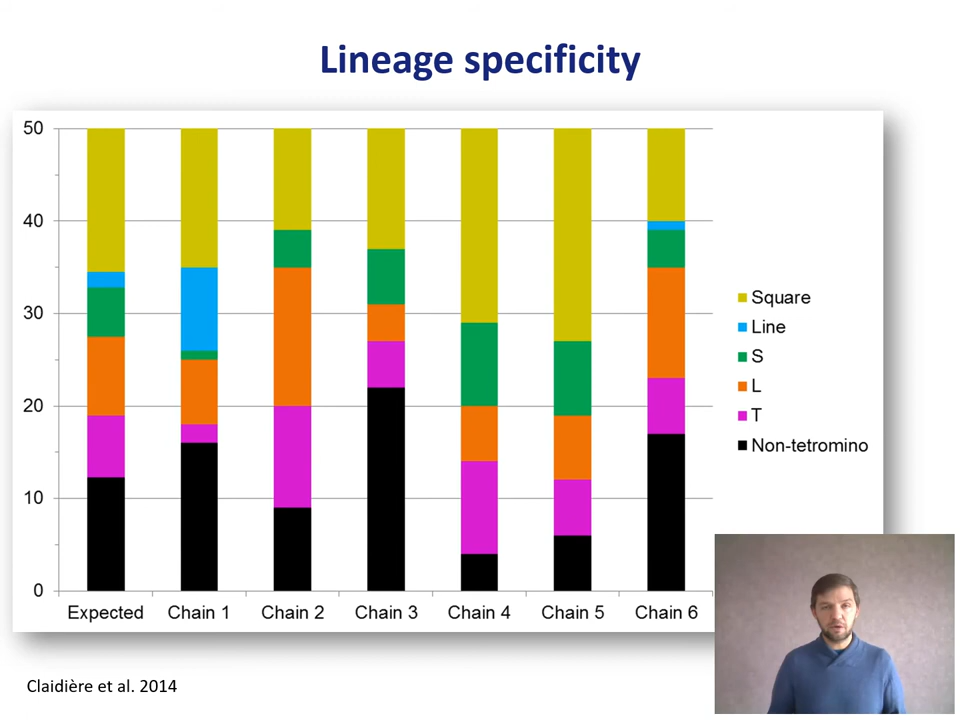 Lineage specificity
50
40
30
20
10
0
Expected Chain 1 Chain 2 Chain 3 Chain 4 Chain 5 Chain 6
Square
Line
S
L
T
Non-tetromino
Claidière et al. 2014